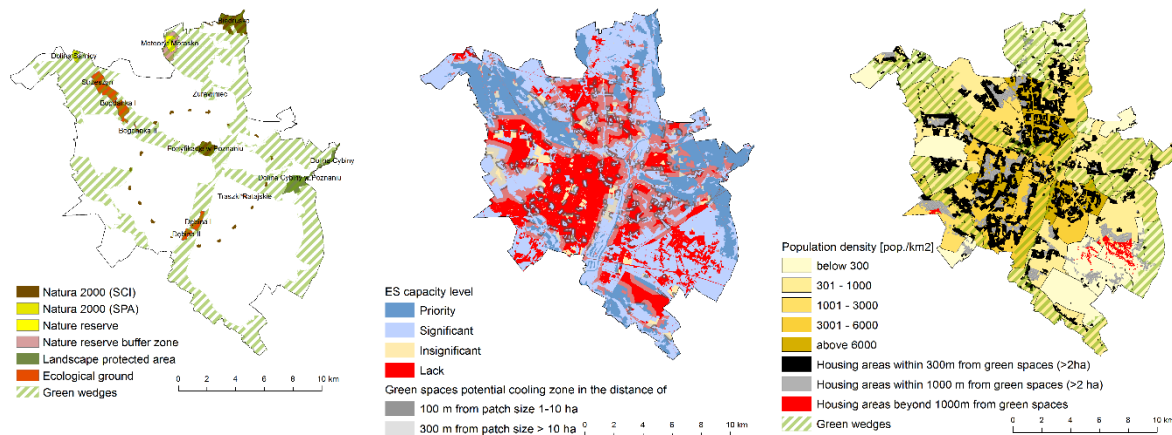 Biedrusko
Meteoryt Morasko
Dolina Samicy
Strzeszyn
Bogdanka I
Żurawiniec
Bogdanka II
Fortyfikacje w Poznaniu
Dolina Cybiny
Dolina Cybiny w Poznaniu
Traszki Ratajskie
Dębina I
Dębina II
Natura 2000 (SCI)
Natura 2000 (SPA)
Nature reserve
Nature reserve buffer zone
Landscape protected area
Ecological ground
Green wedges
0 2 4 6 8 10 km
ES capacity level
Priority
Significant
Insignificant
Lack
Green spaces potential cooling zone in the distance of
100 m from patch size 1-10 ha
300 m from patch size > 10 ha
0 2 4 6 8 10 km
Population density [pop./km2]
below 300
301 - 1000
1001 - 3000
3001 - 6000
above 6000
Housing areas within 300m from green spaces (>2ha)
Housing areas within 1000 m from green spaces (>2 ha)
Housing areas beyond 1000m from green spaces
Green wedges
0 2 4 6 8 10 km